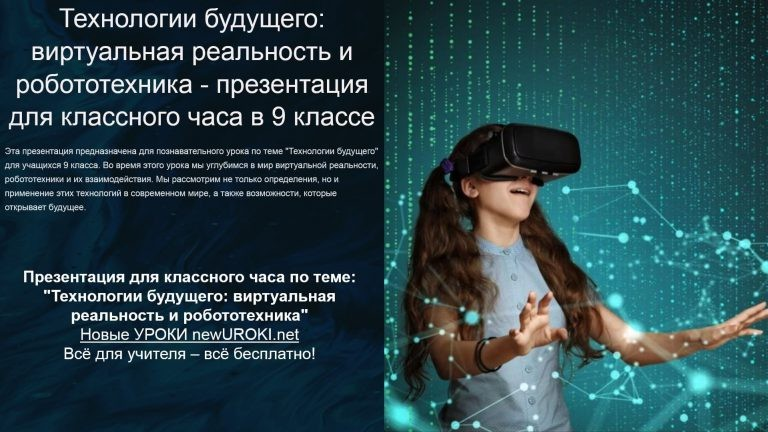 Технологии будущего:
виртуальная реальность и
робототехника - презентация
для классного часа в 9 классе
Эта презентация предназначена для познавательного урока по теме "Технологии будущего"
для учащихся 9 класса. Во время этого урока мы углубимся в мир виртуальной реальности,
робототехники и их взаимодействия. Мы рассмотрим не только определения, но и
применение этих технологий в современном мире, а также возможности, которые
открывает будущее.
Презентация для классного часа по теме:
"Технологии будущего: виртуальная
реальность и робототехника"
Новые УРОКИ newUROKI.net
Всё для учителя – всё бесплатно!